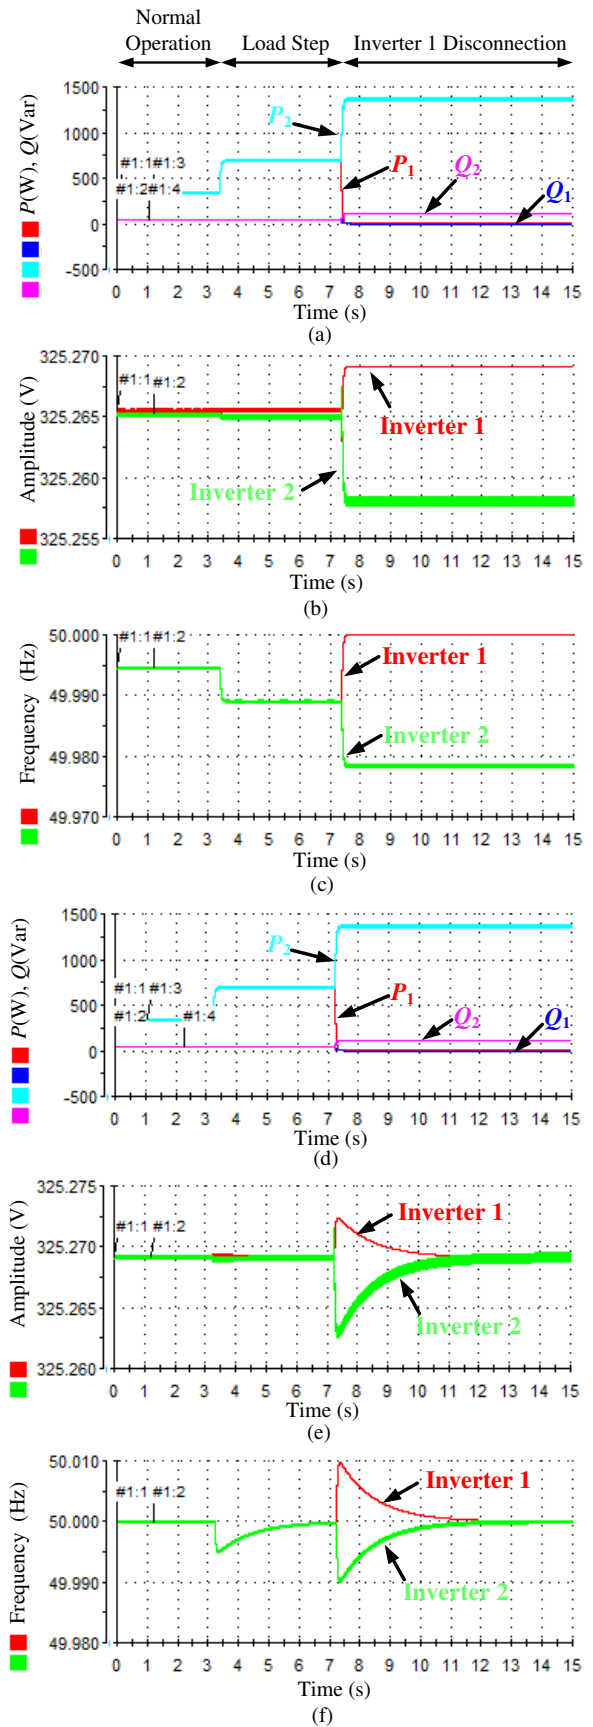 Normal
Operation
Load Step
Inverter 1 Disconnection
P(W), Q(Var)
1500
1000
500
0
-500
#1:1#1:3
#1:2#1:4
P2
P1
Q2
Q1
0 1 2 3 4 5 6 7 8 9 10 11 12 13 14 15
Time (s)
(a)
Amplitude (V)
325.270
325.265
325.260
325.255
#1:1 #1:2
Inverter 1
Inverter 2
0 1 2 3 4 5 6 7 8 9 10 11 12 13 14 15
Time (s)
(b)
Frequency (Hz)
50.000
49.990
49.980
49.970
#1:1 #1:2
Inverter 1
Inverter 2
0 1 2 3 4 5 6 7 8 9 10 11 12 13 14 15
Time (s)
(c)
P(W), Q(Var)
1500
1000
500
0
-500
#1:1 #1:3
#1:2 #1:4
P2
P1
Q2
Q1
0 1 2 3 4 5 6 7 8 9 10 11 12 13 14 15
Time (s)
(d)
Amplitude (V)
325.275
325.270
325.265
325.260
#1:1 #1:2
Inverter 1
Inverter 2
0 1 2 3 4 5 6 7 8 9 10 11 12 13 14 15
Time (s)
(e)
Frequency (Hz)
50.010
50.000
49.990
49.980
#1:1 #1:2
Inverter 1
Inverter 2
0 1 2 3 4 5 6 7 8 9 10 11 12 13 14 15
Time (s)
(f)